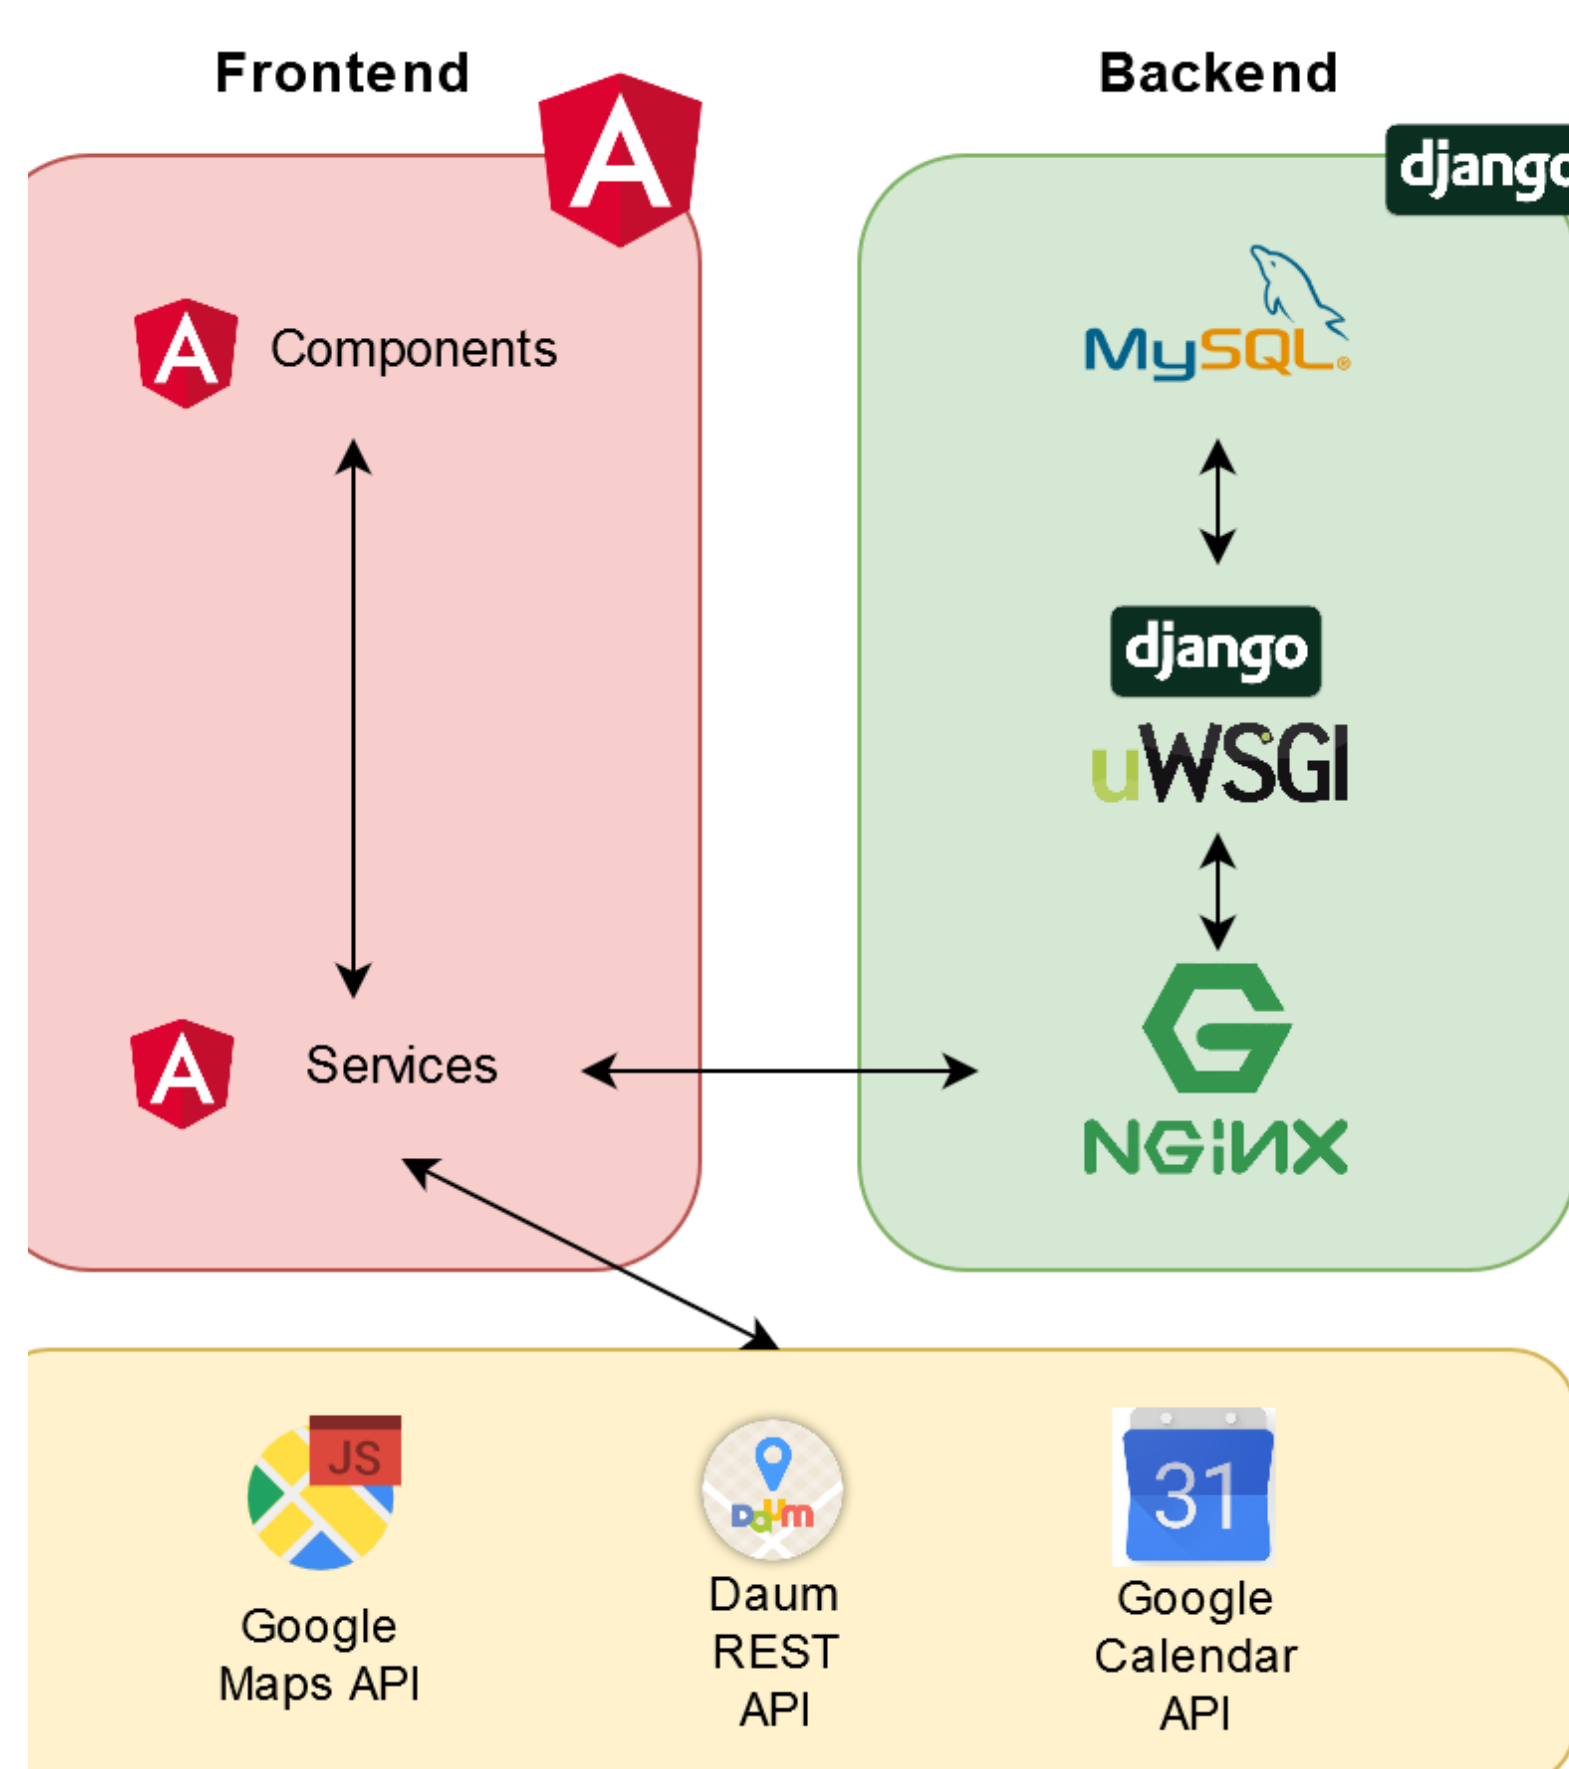 Frontend
Backend
django
Components
MySQL®
django
uWSGI
Services
NGiNX
JS
Daum
31
Google
Maps API
Daum
REST
API
Google
Calendar
API